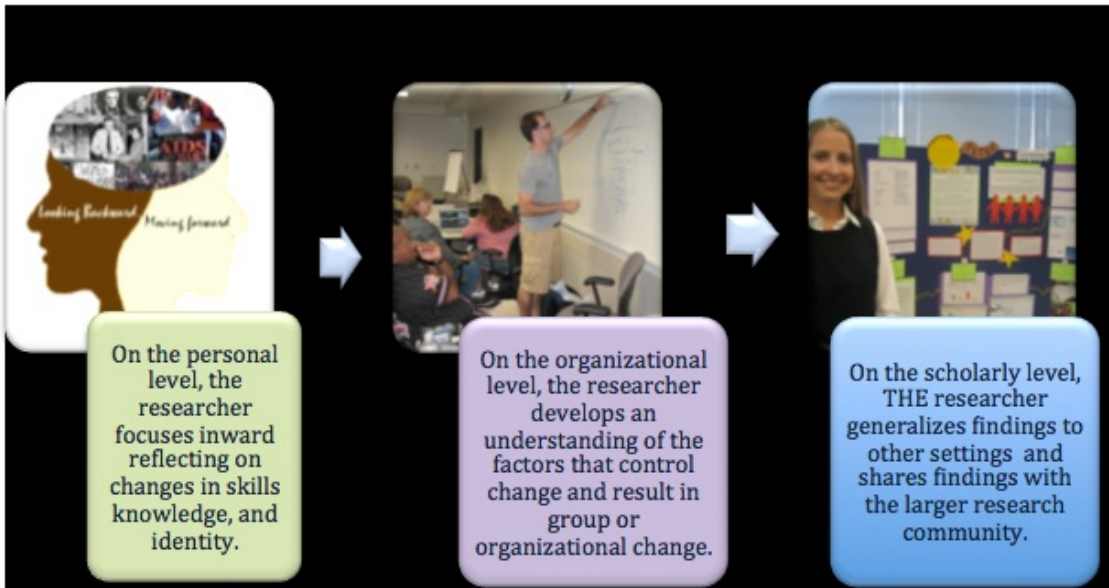 AIDS
Looking Backward
Moving forward
On the personal
level, the
researcher
focuses inward
reflecting on
changes in skills
knowledge, and
identity.
On the organizational
level, the researcher
develops an
understanding of the
factors that control
change and result in
group or
organizational change.
On the scholarly level,
THE researcher
generalizes findings to
other settings and
shares findings with
the larger research
community.